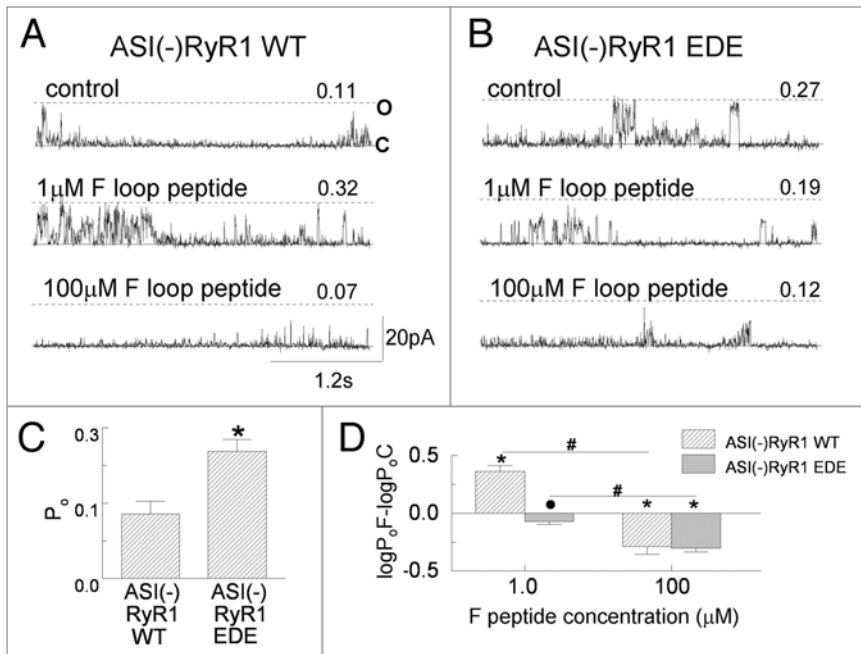 A
ASI(-)RyR1 WT
control
0.11
o
c
1μM F loop peptide
0.32
100μM F loop peptide
0.07
20pA
1.2s
B
ASI(-)RyR1 EDE
control
0.27
1μM F loop peptide
0.19
100μM F loop peptide
0.12
C
0.3
*
0.1
0.0
Po
ASI(-)
RyR1
WT
ASI(-)
RyR1
EDE
D
ASI(-)RyR1 WT
ASI(-)RyR1 EDE
0.5
*
#
#
●
*
*
0.0
-0.5
logPoF-logPoC
1.0
100
F peptide concentration (μM)